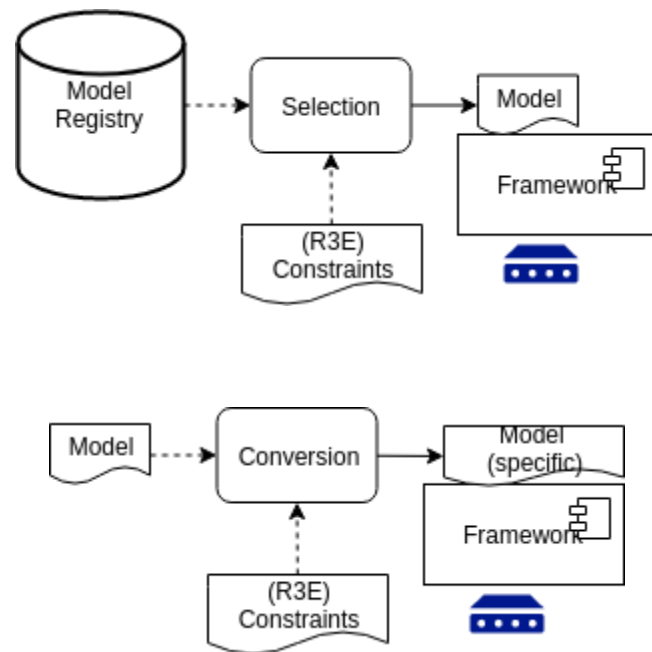 Model
Registry
Selection
Model
Framework
(R3E)
Constraints
Model
Conversion
Model
(specific)
Framework
(R3E)
Constraints